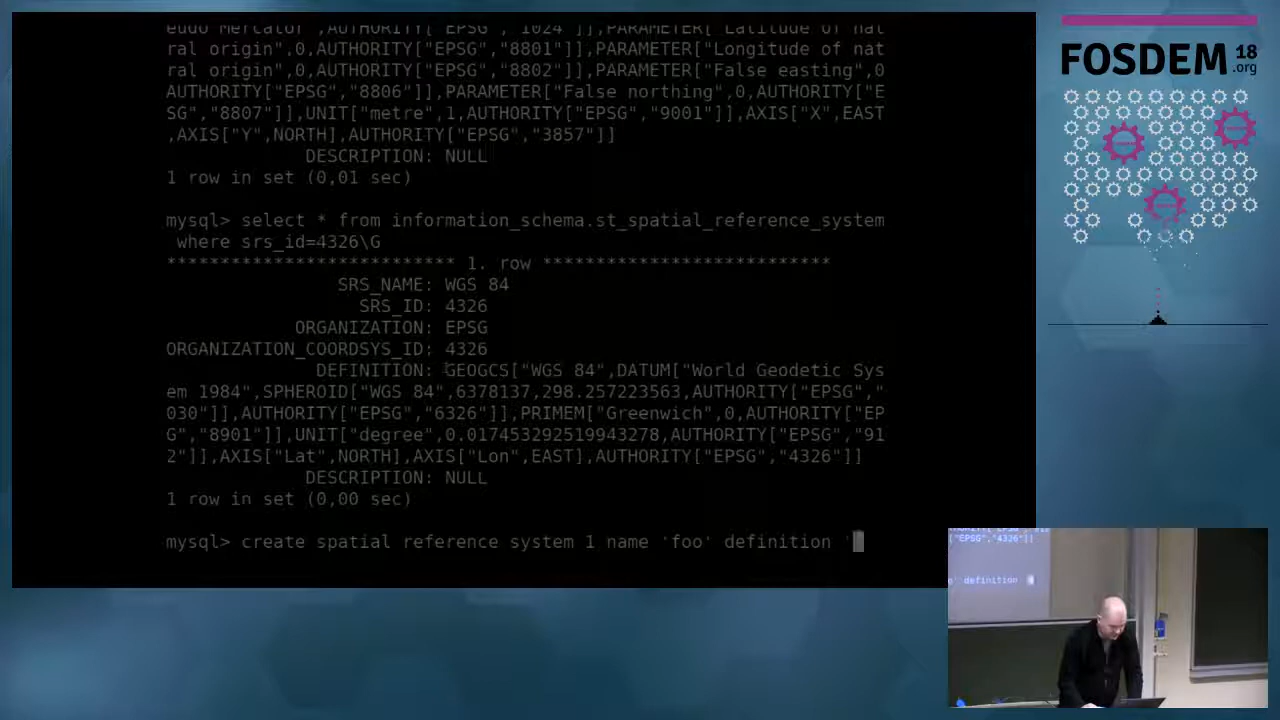 eudo Mercator",AUTHORITY["EPSG","1024"]],PARAMETER["Latitude of nat
ral origin",0,AUTHORITY["EPSG","8801"]],PARAMETER["Longitude of nat
ral origin",0,AUTHORITY["EPSG","8802"]],PARAMETER["False easting",0
AUTHORITY["EPSG","8806"]],PARAMETER["False northing",0,AUTHORITY["E
SG","8807"]],UNIT["metre",1,AUTHORITY["EPSG","9001"]],AXIS["X",EAST
,AXIS["Y",NORTH],AUTHORITY["EPSG","3857"]]
DESCRIPTION: NULL
1 row in set (0,01 sec)
mysql> select * from information_schema.st_spatial_reference_system
where srs_id=4326\G
*************************** 1. row ***************************
SRS_NAME: WGS 84
SRS_ID: 4326
ORGANIZATION: EPSG
ORGANIZATION_COORDSYS_ID: 4326
DEFINITION: GEOGCS["WGS 84",DATUM["World Geodetic Sys
em 1984",SPHEROID["WGS 84",6378137,298.257223563,AUTHORITY["EPSG","
030"]],AUTHORITY["EPSG","6326"]],PRIMEM["Greenwich",0,AUTHORITY["EP
G","8901"]],UNIT["degree",0.017453292519943278,AUTHORITY["EPSG","91
2"]],AXIS["Lat",NORTH],AXIS["Lon",EAST],AUTHORITY["EPSG","4326"]]
DESCRIPTION: NULL
1 row in set (0,00 sec)
mysql> create spatial reference system 1 name 'foo' definition '
FOSDEM 18
.org
["EPSG","4326"]]
o' definition '